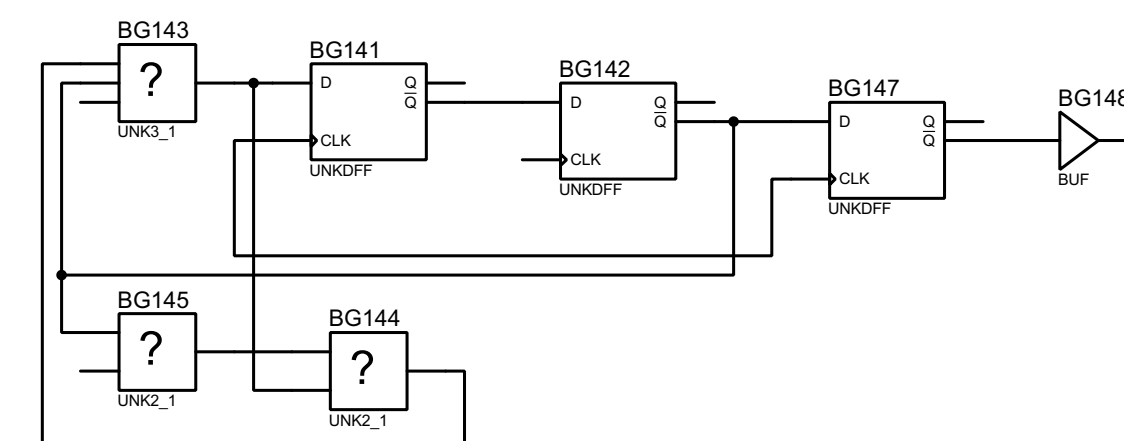 BG143
?
UNK3_1
BG141
D
Q
Q
CLK
UNKDFF
BG142
D
Q
Q
CLK
UNKDFF
BG147
D
Q
Q
CLK
UNKDFF
BG148
BUF
BG145
?
UNK2_1
BG144
?
UNK2_1